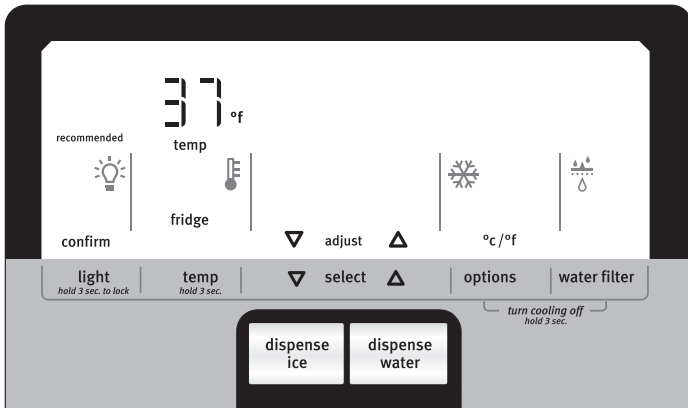 37 °f
recommended
temp
fridge
confirm
adjust
°c/°f
light
hold 3 sec. to lock
temp
hold 3 sec.
select
options
water filter
turn cooling off
hold 3 sec.
dispense
ice
dispense
water